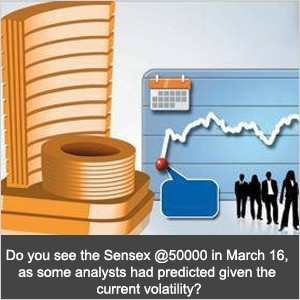 Do you see the Sensex @50000 in March 16,
as some analysts had predicted given the
current volatility?